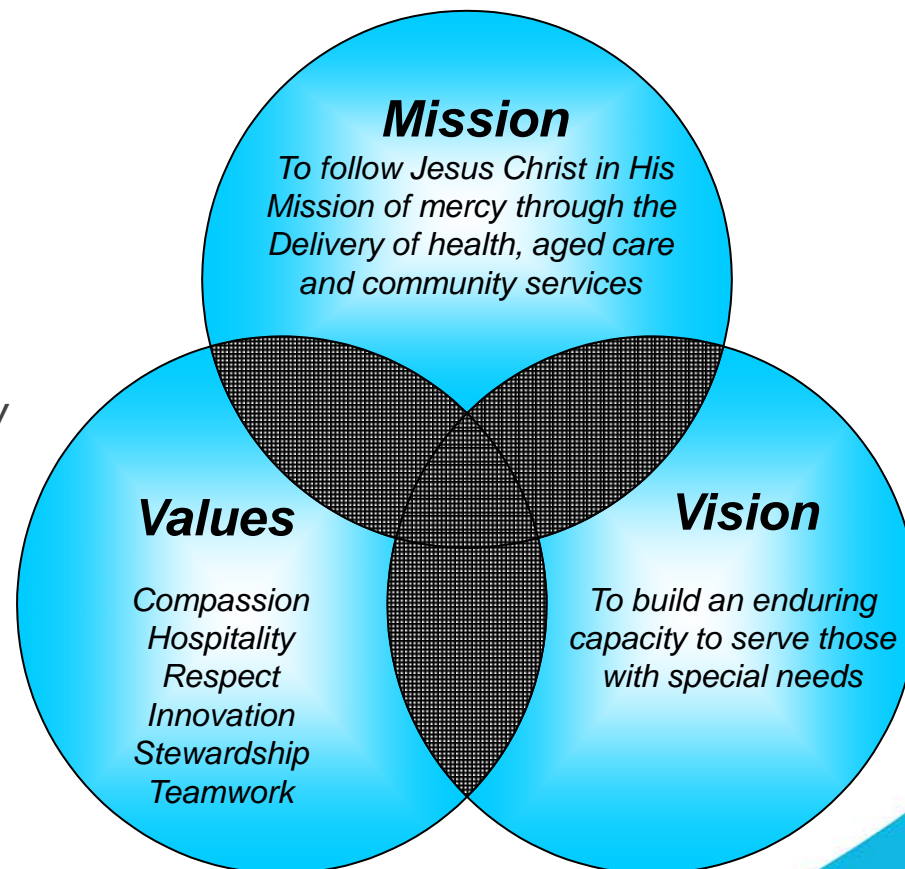 Mission
To follow Jesus Christ in His
Mission of mercy through the
Delivery of health, aged care
and community services
Values
Compassion
Hospitality
Respect
Innovation
Stewardship
Teamwork
Vision
To build an enduring
capacity to serve those
with special needs